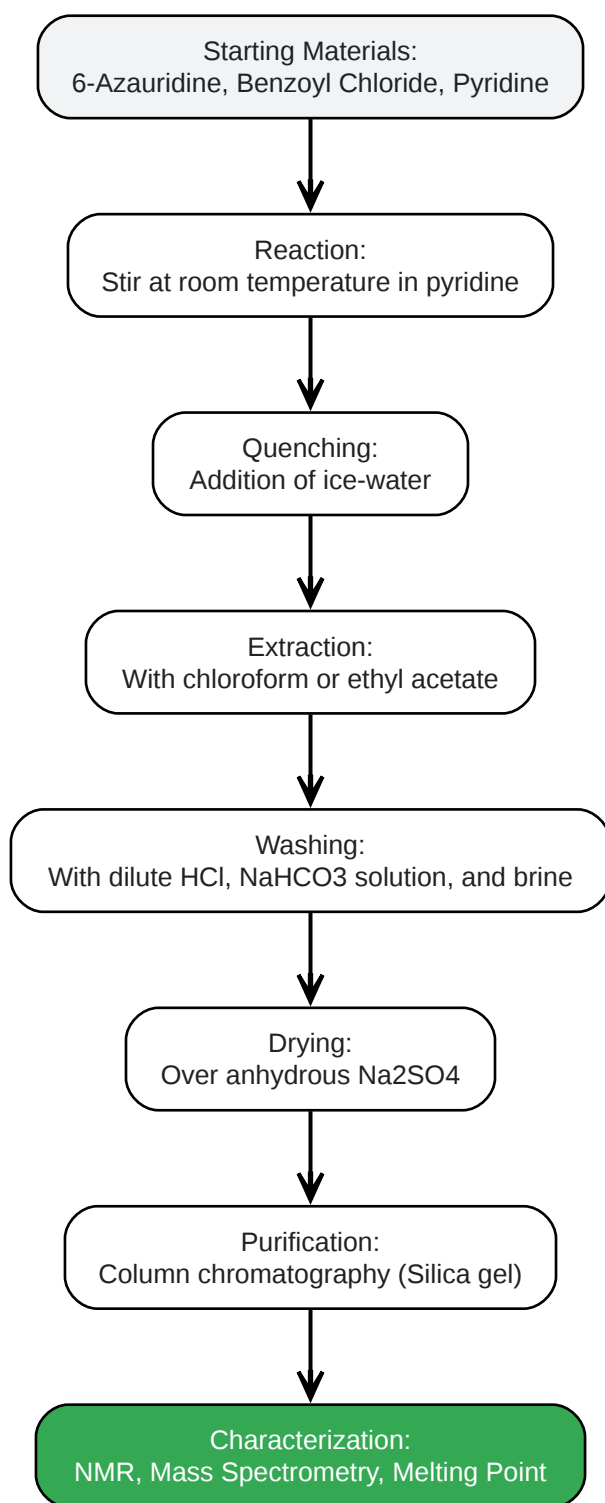 Starting Materials:
6-Azauridine, Benzoyl Chloride, Pyridine
Reaction:
Stir at room temperature in pyridine
Quenching:
Addition of ice-water
Extraction:
With chloroform or ethyl acetate
Washing:
With dilute HCl, NaHCO3 solution, and brine
Drying:
Over anhydrous Na2SO4
Purification:
Column chromatography (Silica gel)
Characterization:
NMR, Mass Spectrometry, Melting Point